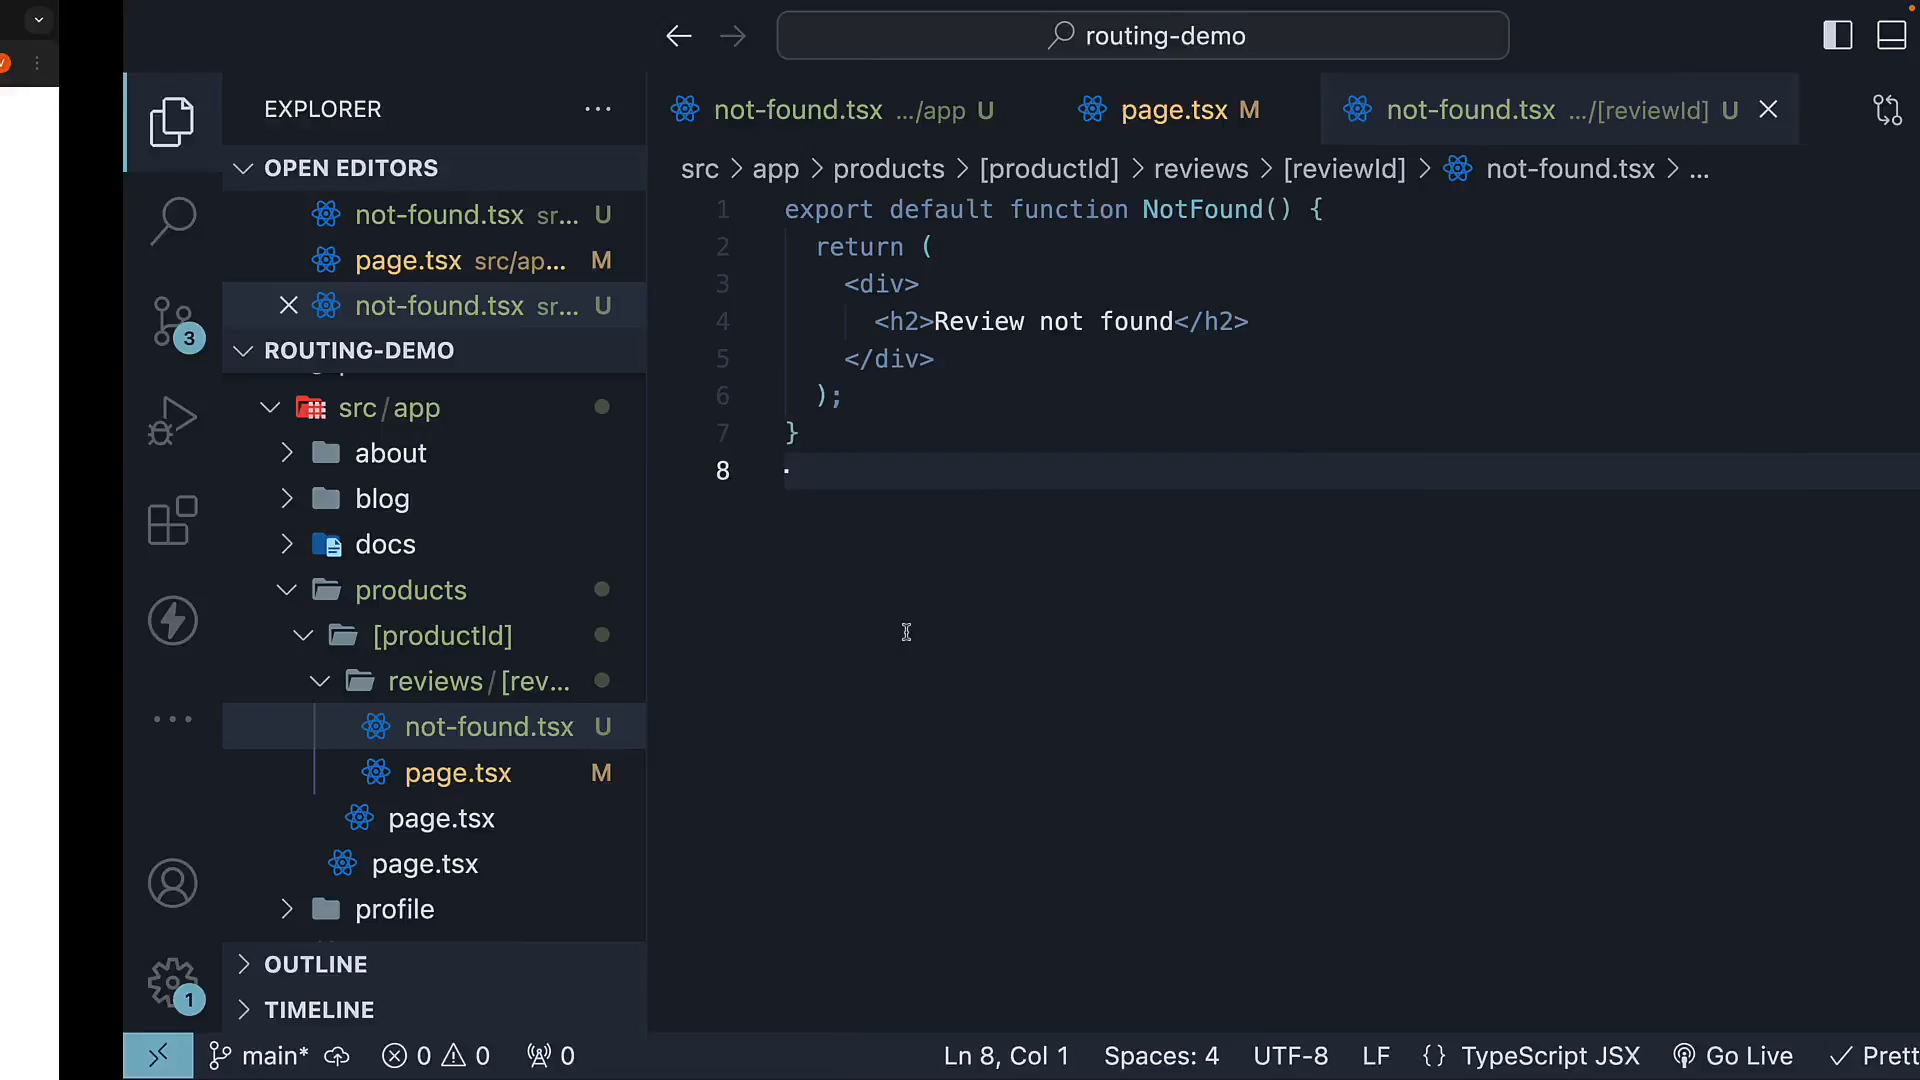 routing-demo
EXPLORER
OPEN EDITORS
not-found.tsx sr... U
page.tsx src/ap... M
not-found.tsx sr... U
ROUTING-DEMO
src/app
about
blog
docs
products
[productId]
reviews/[rev...
not-found.tsx U
page.tsx M
page.tsx
page.tsx
profile
OUTLINE
TIMELINE
3
1
not-found.tsx .../app U
page.tsx M
not-found.tsx .../[reviewId] U
src > app > products > [productId] > reviews > [reviewId] > not-found.tsx > ...
1 export default function NotFound() {
2 return (
3 <div>
4 <h2>Review not found</h2>
5 </div>
6 );
7 }
8
main* 0 0 0 Ln 8, Col 1 Spaces: 4 UTF-8 LF {} TypeScript JSX Go Live Prett